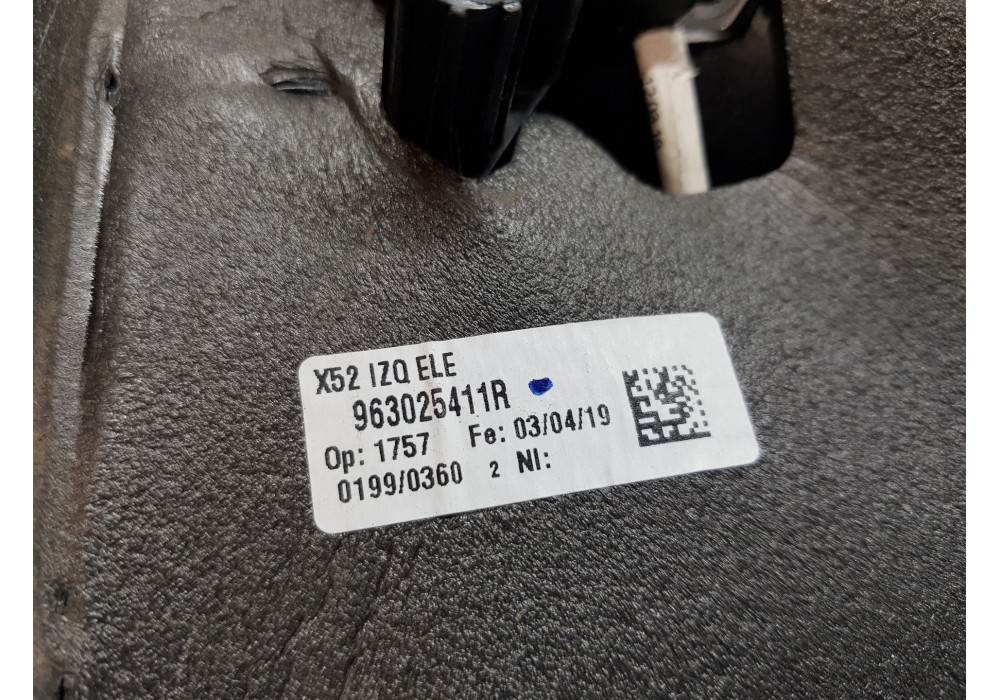 X52 IZQ ELE
963025411R
Op: 1757 Fe: 03/04/19
0199/0360 2 NI: